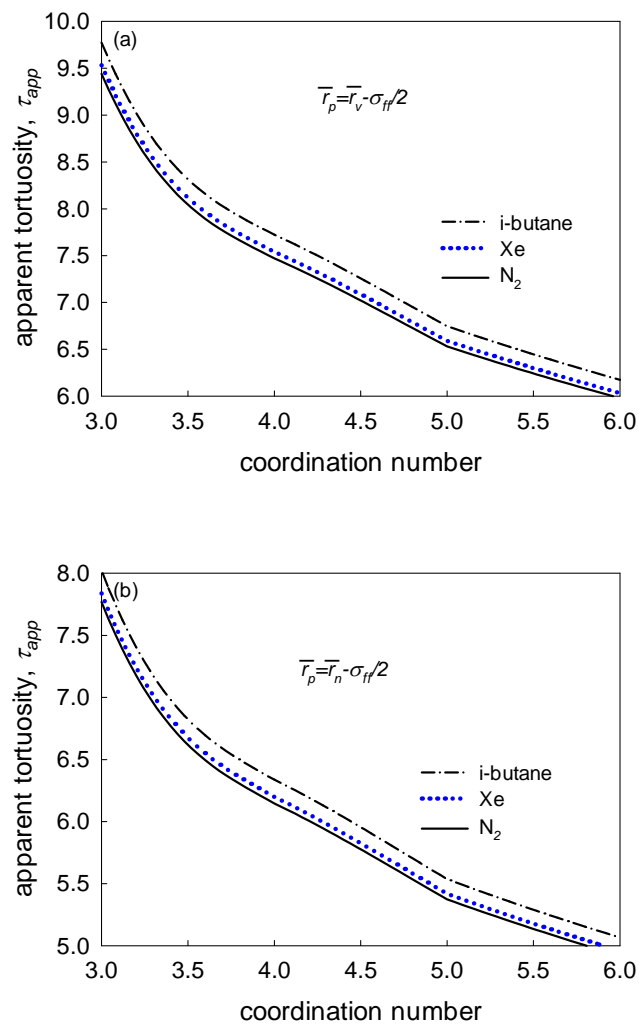 10.0
(a)
9.5
r̅ₚ=r̅ᵥ-σ_ff/2
9.0
8.5
8.0
i-butane
7.5
Xe
7.0
N₂
6.5
6.0
apparent tortuosity, τ_app
3.0 3.5 4.0 4.5 5.0 5.5 6.0
coordination number
8.0
(b)
7.5
r̅ₚ=r̅ₙ-σ_ff/2
7.0
6.5
i-butane
6.0
Xe
N₂
5.5
5.0
apparent tortuosity, τ_app
3.0 3.5 4.0 4.5 5.0 5.5 6.0
coordination number